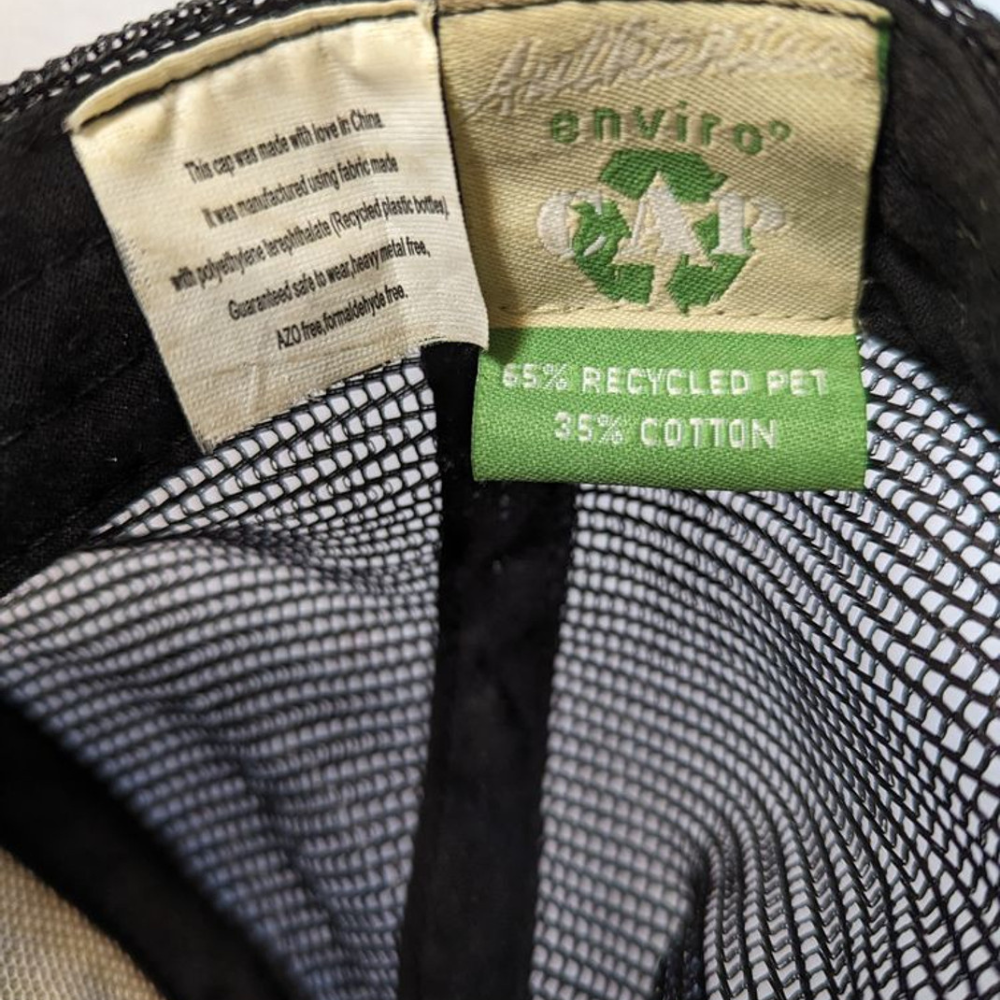 This cap was made with love in China
It was manufactured using fabric made
with polyethylene terephthalate (Recycled plastic bottles).
Guaranteed safe to wear,heavy metal free,
AZO free,formaldehyde free.
enviro°
CAP
65% RECYCLED PET
35% COTTON